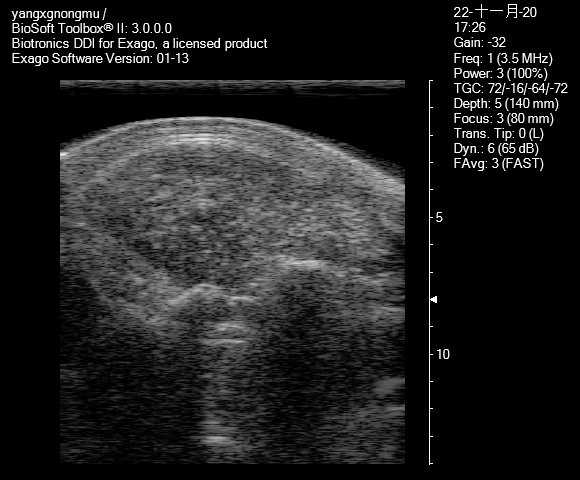 yangxgnongmu /
BioSoft Toolbox® II: 3.0.0.0
Biotronics DDI for Exago, a licensed product
Exago Software Version: 01-13
22-十一月-20
17:26
Gain: -32
Freq: 1 (3.5 MHz)
Power: 3 (100%)
TGC: 72/-16/-64/-72
Depth: 5 (140 mm)
Focus: 3 (80 mm)
Trans. Tip: 0 (L)
Dyn.: 6 (65 dB)
FAvg: 3 (FAST)
5
10